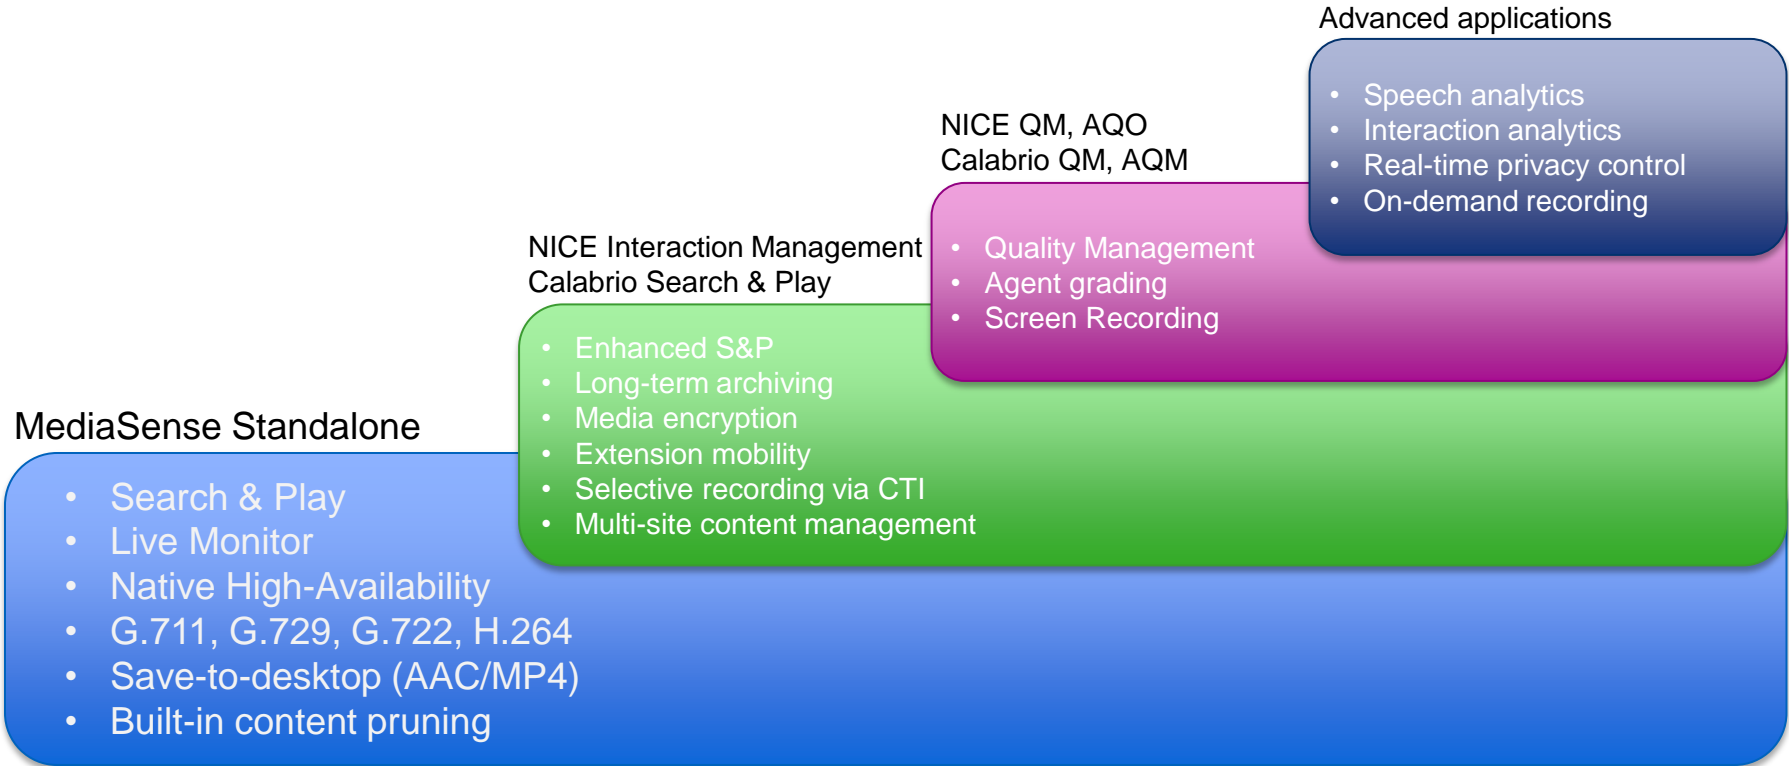 Advanced applications
• Speech analytics
• Interaction analytics
• Real-time privacy control
• On-demand recording
NICE QM, AQO
Calabrio QM, AQM
• Quality Management
• Agent grading
• Screen Recording
NICE Interaction Management
Calabrio Search & Play
• Enhanced S&P
• Long-term archiving
• Media encryption
• Extension mobility
• Selective recording via CTI
• Multi-site content management
MediaSense Standalone
• Search & Play
• Live Monitor
• Native High-Availability
• G.711, G.729, G.722, H.264
• Save-to-desktop (AAC/MP4)
• Built-in content pruning